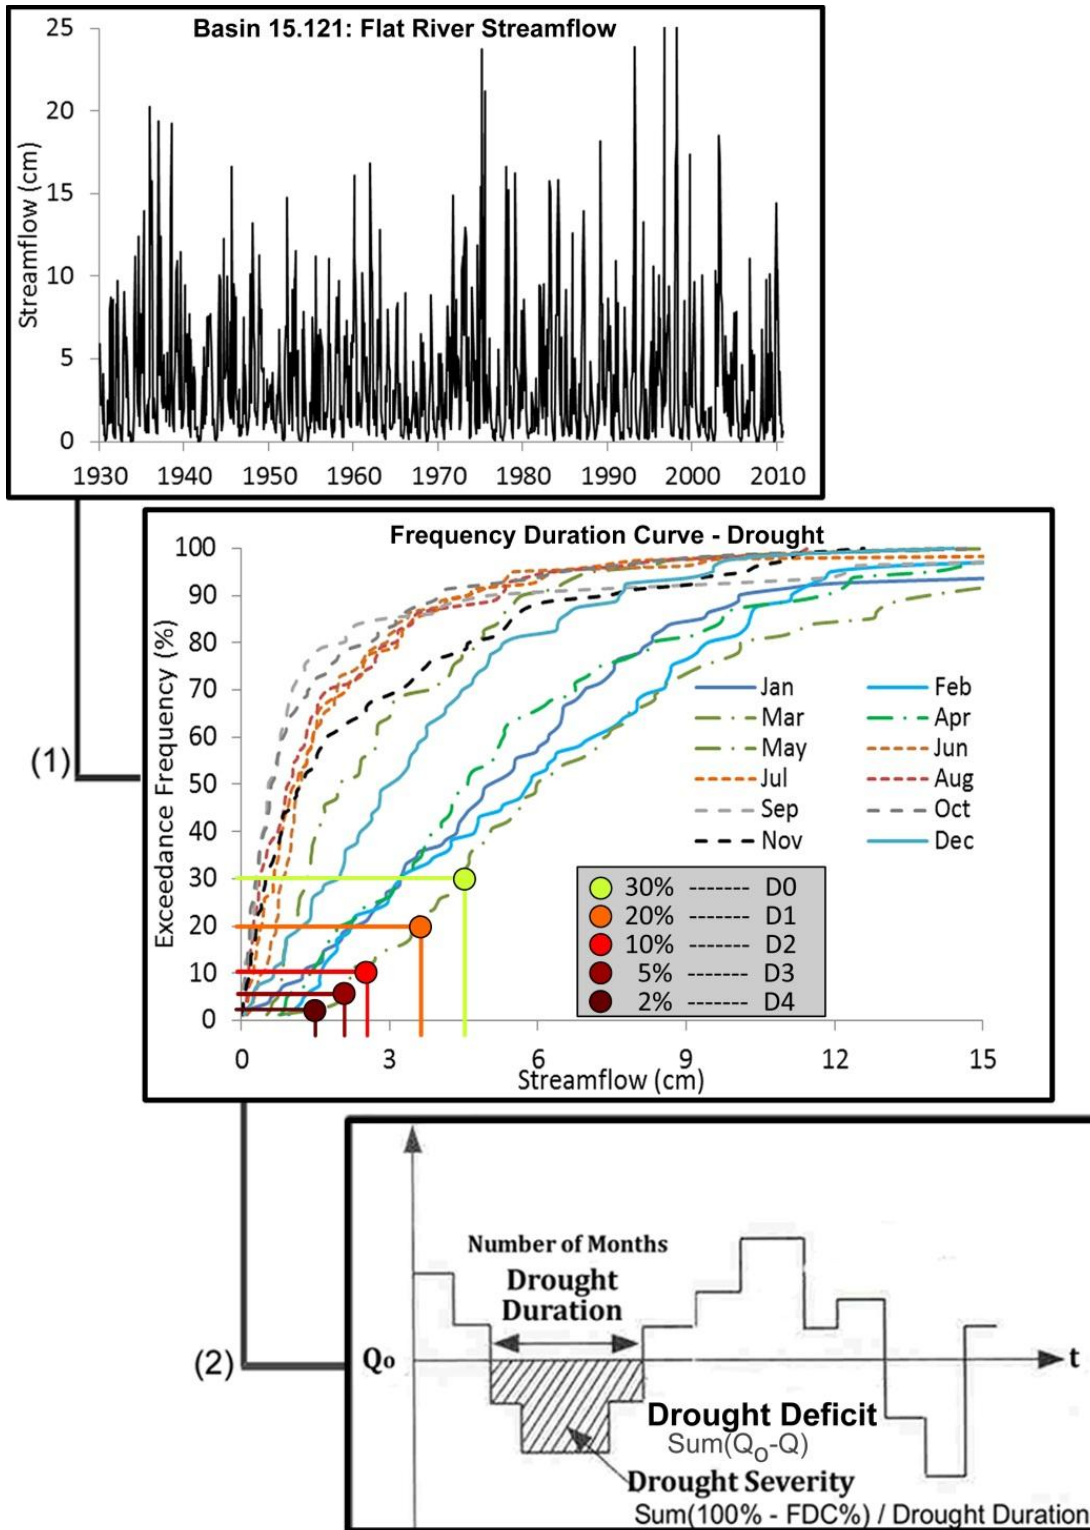 Basin 15.121: Flat River Streamflow
Streamflow (cm)
25
20
15
10
5
0
1930 1940 1950 1960 1970 1980 1990 2000 2010
(1)
Frequency Duration Curve - Drought
Exceedance Frequency (%)
100
90
80
70
60
50
40
30
20
10
0
Jan Feb
Mar Apr
May Jun
Jul Aug
Sep Oct
Nov Dec
30% ------- D0
20% ------- D1
10% ------- D2
5% ------- D3
2% ------- D4
0 3 6 9 12 15
Streamflow (cm)
(2)
Number of Months
Drought
Duration
Qo
t
Drought Deficit
Sum(Qo-Q)
Drought Severity
Sum(100% - FDC%) / Drought Duration